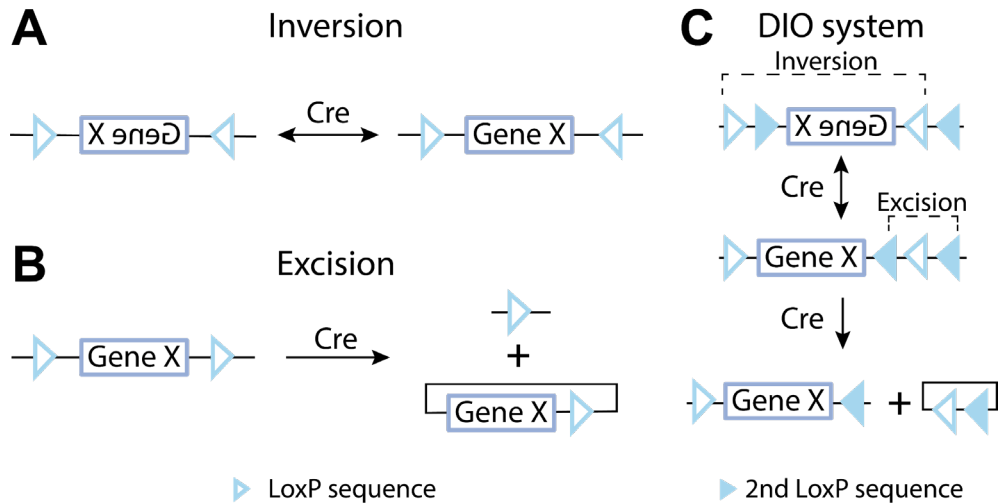 A
Inversion
Gene X
Cre
Gene X
B
Excision
Gene X
Cre
+
Gene X
C
DIO system
Inversion
Gene X
Cre
Excision
Gene X
Cre
Gene X
+
LoxP sequence
2nd LoxP sequence